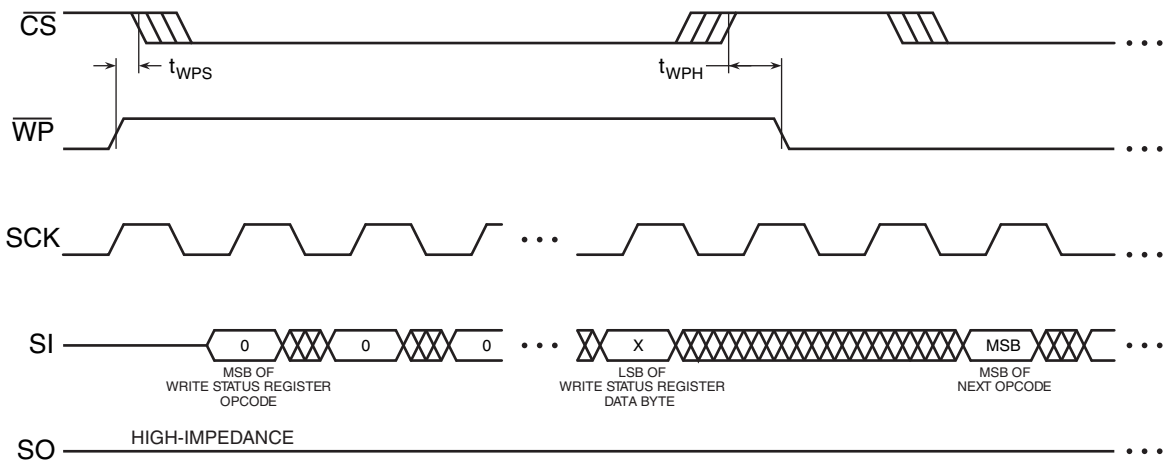 CS
tWPS
tWPH
• • •
WP
• • •
SCK
• • •
• • •
SI
0
0
0
• • •
X
MSB
• • •
MSB OF
WRITE STATUS REGISTER
OPCODE
LSB OF
WRITE STATUS REGISTER
DATA BYTE
MSB OF
NEXT OPCODE
SO
HIGH-IMPEDANCE
• • •